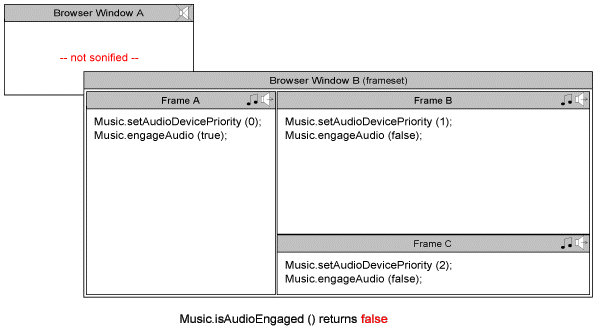 Browser Window A
-- not sonified --
Browser Window B (frameset)
Frame A
Music.setAudioDevicePriority (0);
Music.engageAudio (true);
Frame B
Music.setAudioDevicePriority (1);
Music.engageAudio (false);
Frame C
Music.setAudioDevicePriority (2);
Music.engageAudio (false);
Music.isAudioEngaged () returns false